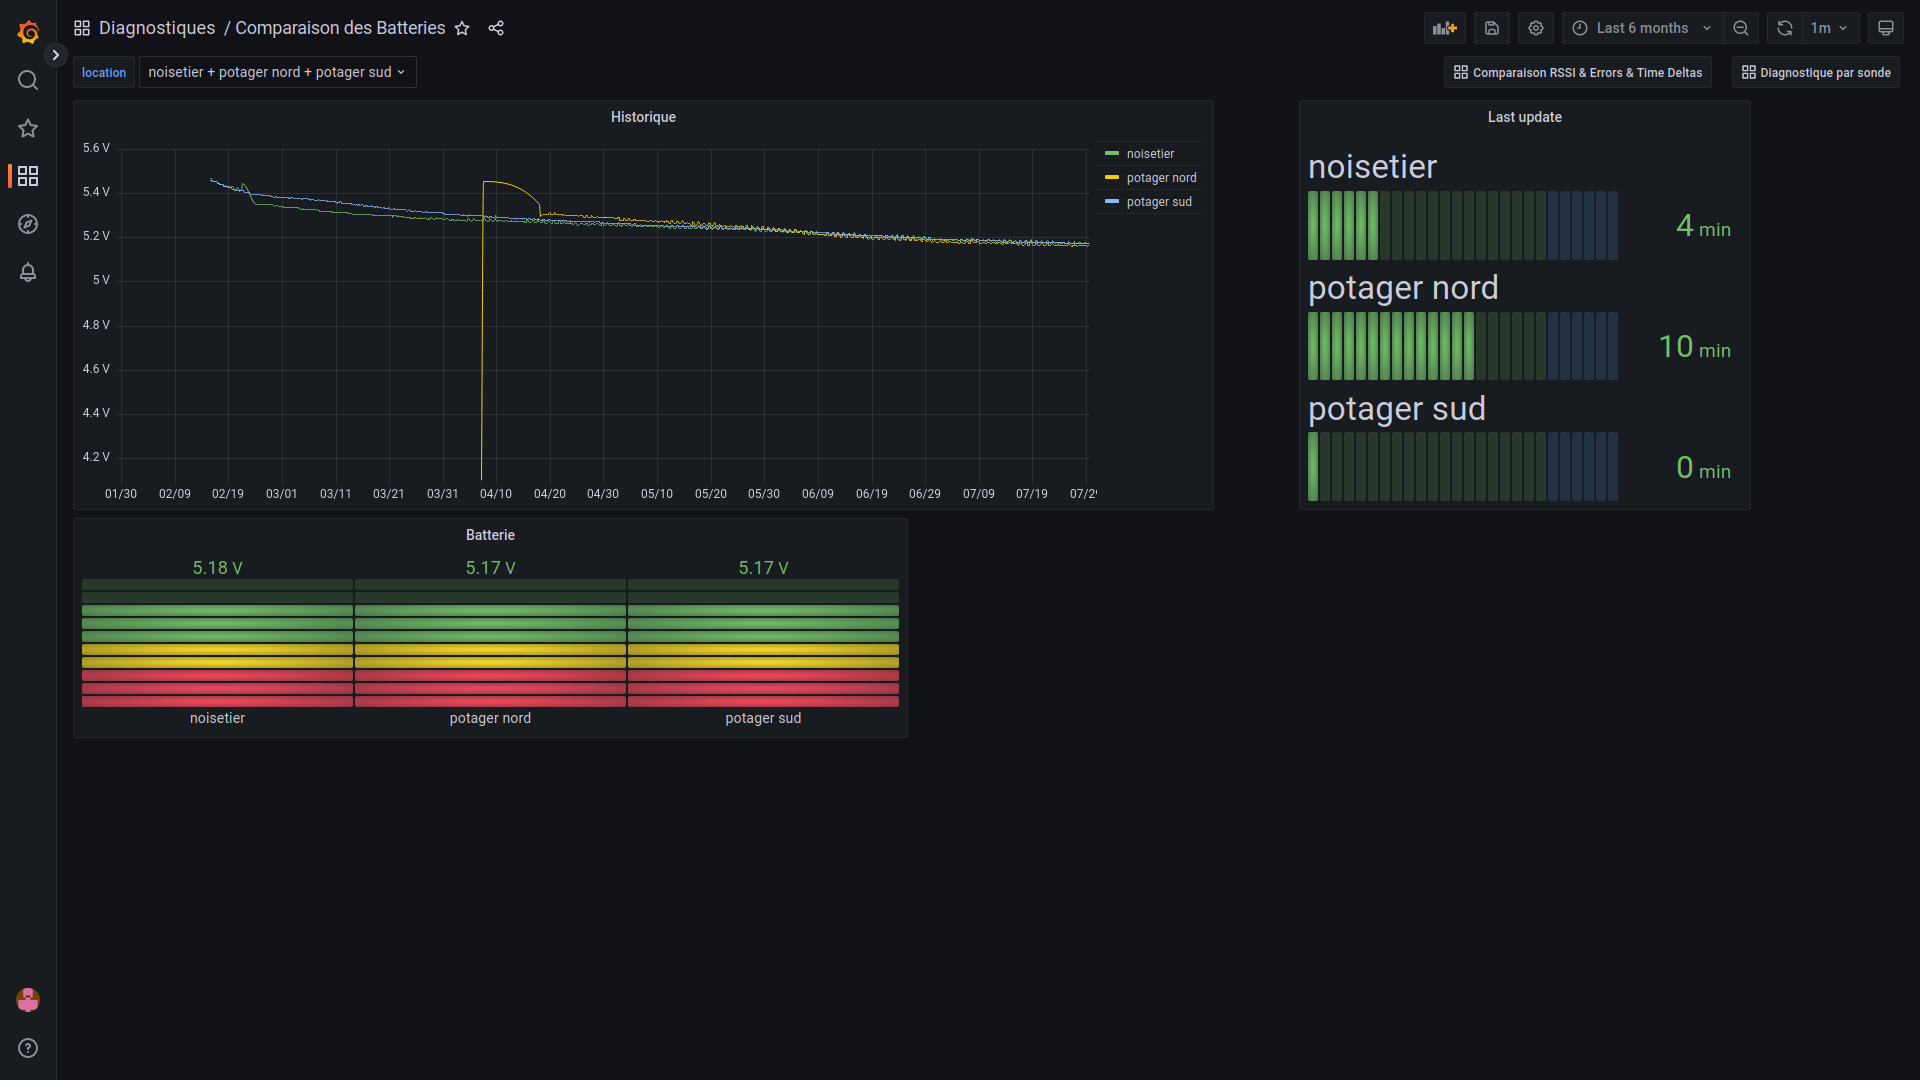 Diagnostiques / Comparaison des Batteries
Last 6 months
1m
location
noisetier + potager nord + potager sud
Comparaison RSSI & Errors & TIme Deltas
Diagnostique par sonde
Historique
5.6 V
5.4 V
5.2 V
5 V
4.8 V
4.6 V
4.4 V
4.2 V
01/30 02/09 02/19 03/01 03/11 03/21 03/31 04/10 04/20 04/30 05/10 05/20 05/30 06/09 06/19 06/29 07/09 07/19 07/29
noisetier
potager nord
potager sud
Last update
noisetier
4 min
potager nord
10 min
potager sud
0 min
Batterie
5.18 V 5.17 V 5.17 V
noisetier potager nord potager sud